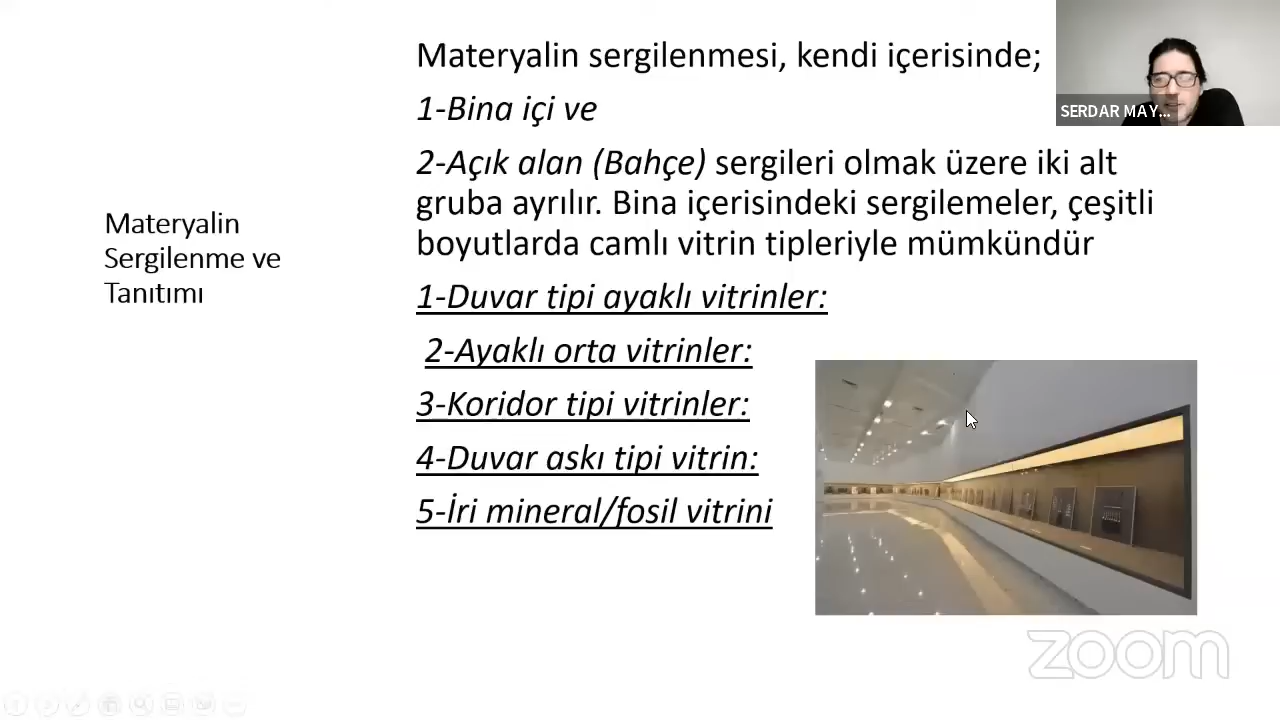 Materyalin sergilenmesi, kendi içerisinde;
1-Bina içi ve
2-Açık alan (Bahçe) sergileri olmak üzere iki alt
gruba ayrılır. Bina içerisindeki sergilemeler, çeşitli
boyutlarda camlı vitrin tipleriyle mümkündür
1-Duvar tipi ayaklı vitrinler:
2-Ayaklı orta vitrinler:
3-Koridor tipi vitrinler:
4-Duvar askı tipi vitrin:
5-İri mineral/fosil vitrini
Materyalin
Sergilenme ve
Tanıtımı
SERDAR MAY...
zoom